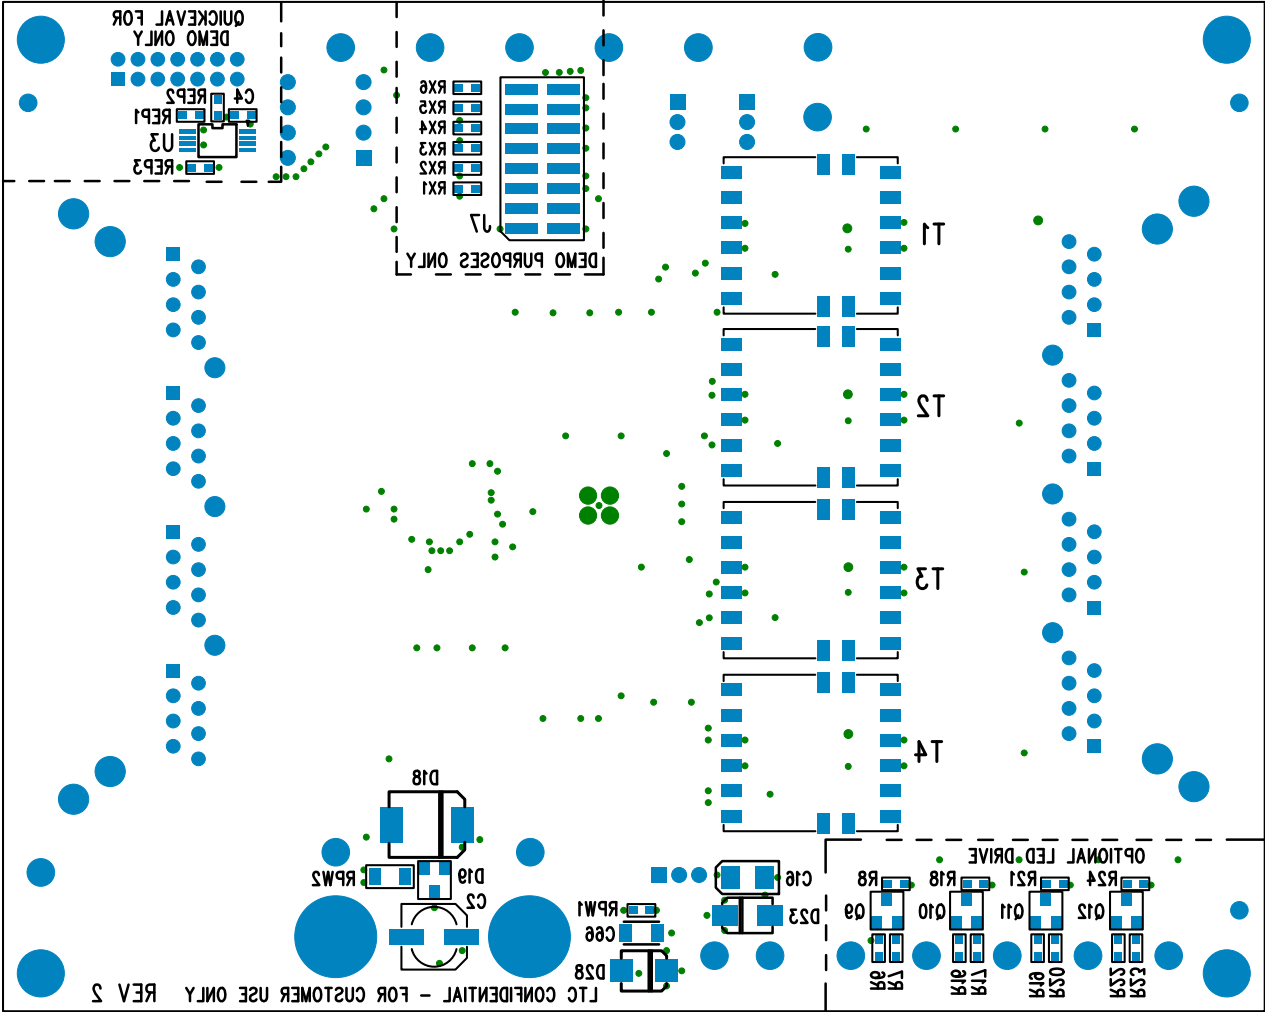 QUICKEVAL FOR
DEMO ONLY
REP2
C4
REP1
U3
REP3
RX6
RX5
RX4
RX3
RX2
RX1
J7
DEMO PURPOSES ONLY
T1
T2
T3
T4
D18
RPW2
D19
C2
RPW1
C66
D28
C16
D23
OPTIONAL LED DRIVE
R8
R18
R21
R24
Q9
Q10
Q11
Q12
R6
R7
R16
R17
R19
R20
R22
R23
LTC CONFIDENTIAL - FOR CUSTOMER USE ONLY
REV 2